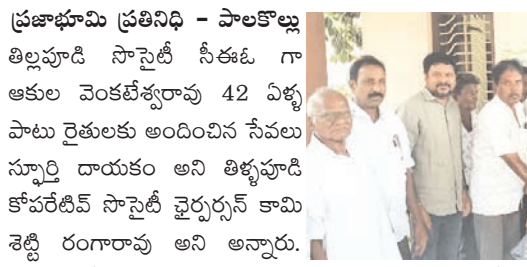 ప్రజాభూమి ప్రతినిధి - పాలకొల్లు
తిల్లపూడి సొసైటీ సీఈఓ గా
ఆకుల వెంకటేశ్వరావు 42 ఏళ్ళ
పాటు రైతులకు అందించిన సేవలు
స్ఫూర్తి దాయకం అని తిళ్ళపూడి
కోపరేటివ్ సొసైటీ ఛైర్పర్సన్ కామి
శెట్టి రంగారావు అని అన్నారు.